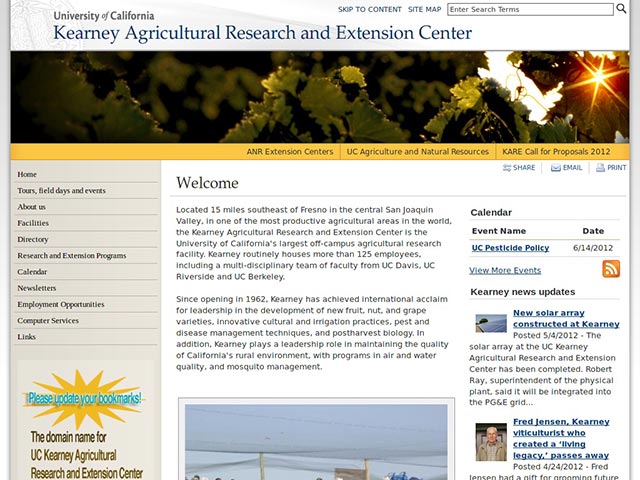 SKIP TO CONTENT SITE MAP Enter Search Terms
University of California
Kearney Agricultural Research and Extension Center
ANR Extension Centers UC Agriculture and Natural Resources KARE Call for Proposals 2012
SHARE EMAIL PRINT
Home
Tours, field days and events
About us
Facilities
Directory
Research and Extension Programs
Calendar
Newsletters
Employment Opportunities
Computer Services
Links
Please update your bookmarks!
The domain name for
UC Kearney Agricultural
Research and Extension Center
Welcome
Located 15 miles southeast of Fresno in the central San Joaquin
Valley, in one of the most productive agricultural areas in the world,
the Kearney Agricultural Research and Extension Center is the
University of California's largest off-campus agricultural research
facility. Kearney routinely houses more than 125 employees,
including a multi-disciplinary team of faculty from UC Davis, UC
Riverside and UC Berkeley.
Since opening in 1962, Kearney has achieved international acclaim
for leadership in the development of new fruit, nut, and grape
varieties, innovative cultural and irrigation practices, pest and
disease management techniques, and postharvest biology. In
addition, Kearney plays a leadership role in maintaining the quality
of California's rural environment, with programs in air and water
quality, and mosquito management.
Calendar
Event Name Date
UC Pesticide Policy 6/14/2012
View More Events
Kearney news updates
New solar array
constructed at Kearney
Posted 5/4/2012 - The
solar array at the UC Kearney
Agricultural Research and Extension
Center has been completed. Robert
Ray, superintendent of the physical
plant, said it will be integrated into
the PG&E grid...
Fred Jensen, Kearney
viticulturist who
created a ‘living
legacy,’ passes away
Posted 4/24/2012 - Fred
Jensen had a gift for grooming future